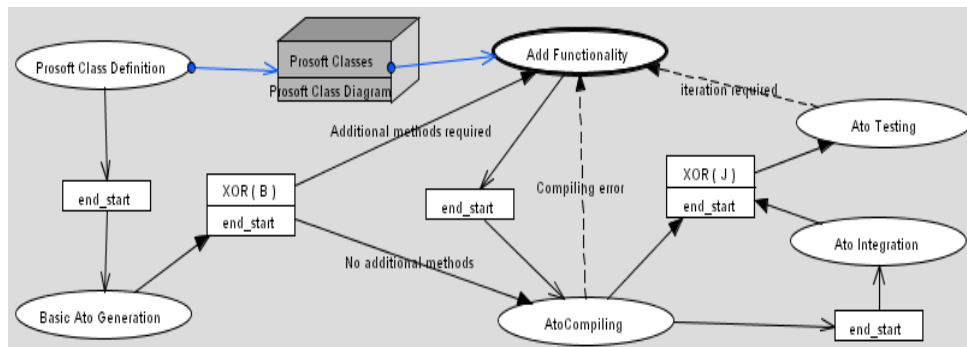 Prosoft Class Definition
Prosoft Classes
Prosoft Class Diagram
Add Functionality
iteration required
Ato Testing
Additional methods required
end_start
XOR ( B )
end_start
end_start
Compiling error
XOR ( J )
end_start
Ato Integration
No additional methods
Basic Ato Generation
AtoCompiling
end_start